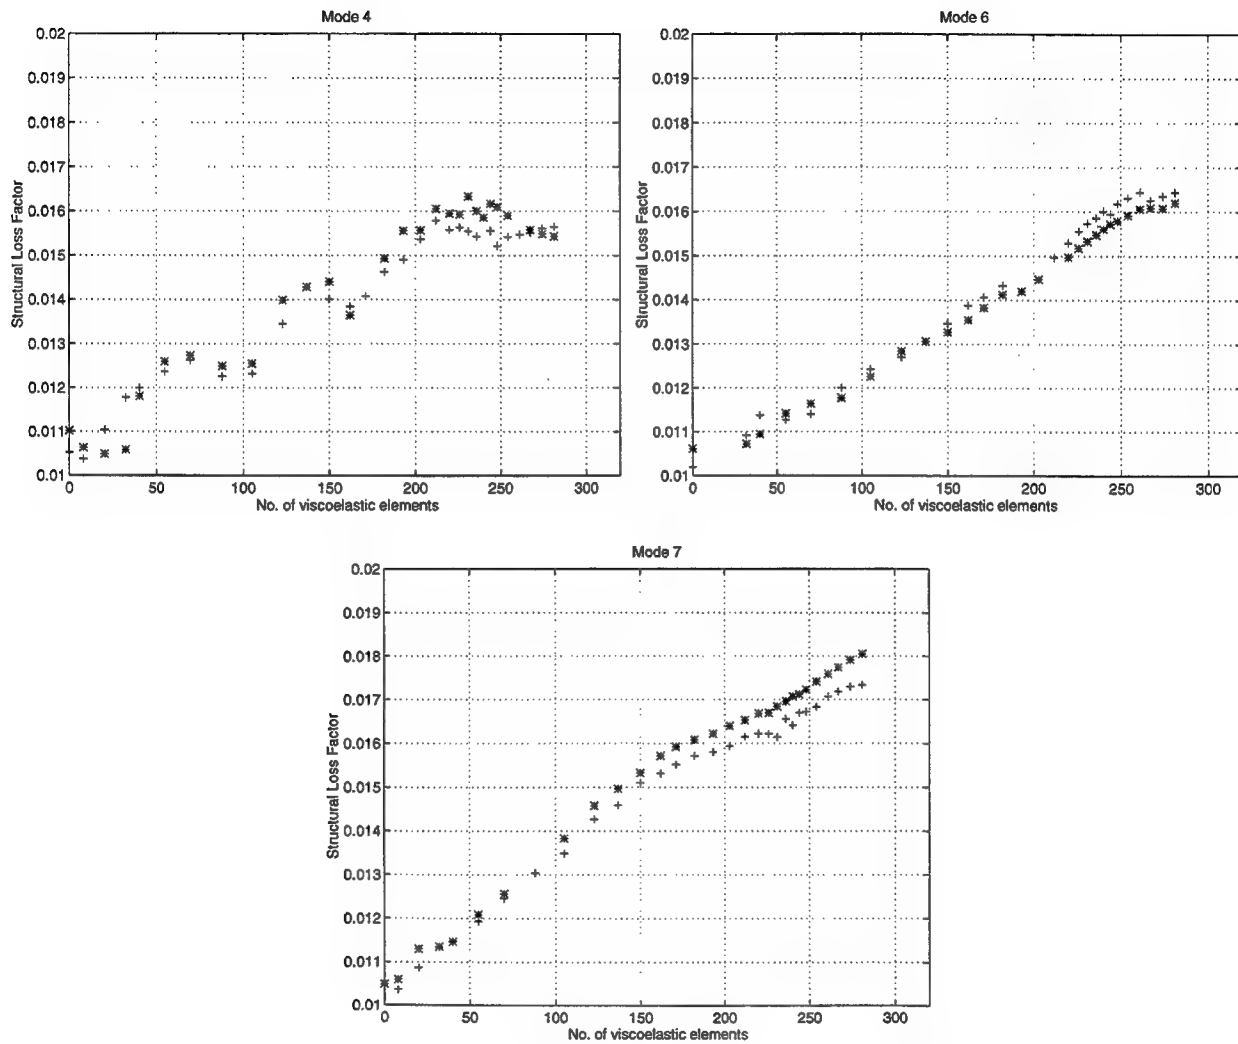 Mode 4
0.02
0.019
0.018
0.017
0.016
0.015
0.014
0.013
0.012
0.011
0.01
Structural Loss Factor
0 50 100 150 200 250 300
No. of viscoelastic elements
Mode 6
0.02
0.019
0.018
0.017
0.016
0.015
0.014
0.013
0.012
0.011
0.01
Structural Loss Factor
0 50 100 150 200 250 300
No. of viscoelastic elements
Mode 7
0.02
0.019
0.018
0.017
0.016
0.015
0.014
0.013
0.012
0.011
0.01
Structural Loss Factor
0 50 100 150 200 250 300
No. of viscoelastic elements